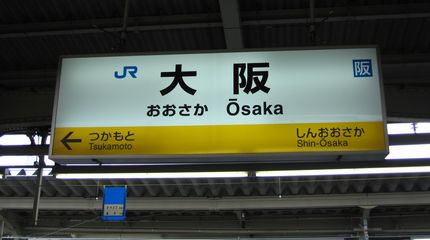 JR 大阪 阪
おおさか Ōsaka
← つかもと しんおおさか
Tsukamoto Shin-Ōsaka